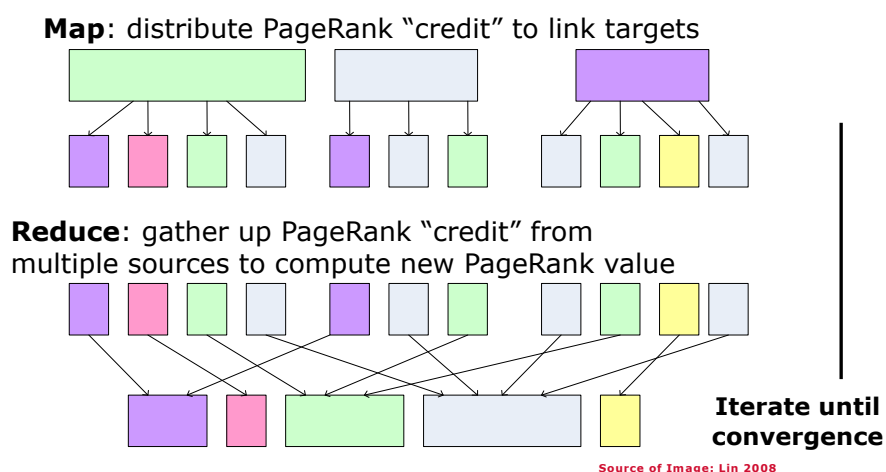 Map: distribute PageRank “credit” to link targets
Reduce: gather up PageRank “credit” from
multiple sources to compute new PageRank value
Iterate until
convergence
Source of Image: Lin 2008